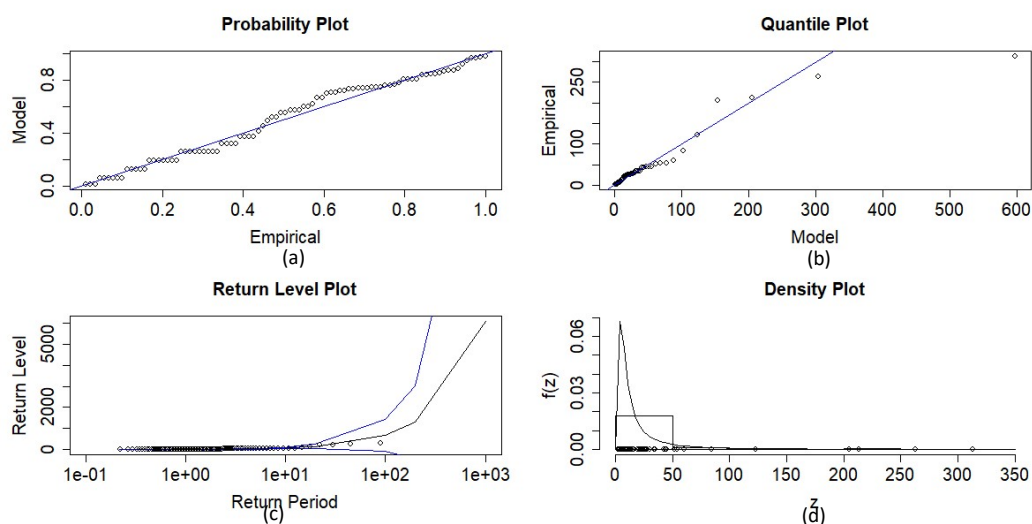 Probability Plot
Model
0.0 0.4 0.8
0.0 0.2 0.4 0.6 0.8 1.0
Empirical
(a)
Quantile Plot
Empirical
0 100 250
0 100 200 300 400 500 600
Model
(b)
Return Level Plot
Return Level
0 2000 5000
1e-01 1e+00 1e+01 1e+02 1e+03
Return Period
(c)
Density Plot
f(z)
0.00 0.03 0.06
0 50 100 150 200 250 300 350
z
(d)